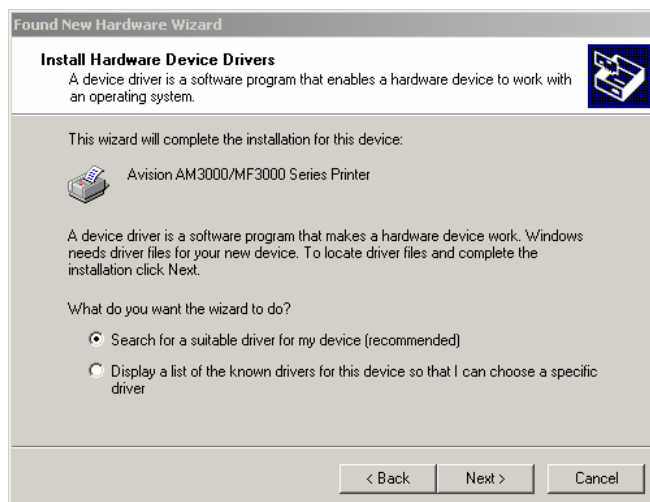 Found New Hardware Wizard
Install Hardware Device Drivers
A device driver is a software program that enables a hardware device to work with
an operating system.
This wizard will complete the installation for this device:
Avision AM3000/MF3000 Series Printer
A device driver is a software program that makes a hardware device work. Windows
needs driver files for your new device. To locate driver files and complete the
installation click Next.
What do you want the wizard to do?
Search for a suitable driver for my device (recommended)
Display a list of the known drivers for this device so that I can choose a specific
driver
< Back Next > Cancel